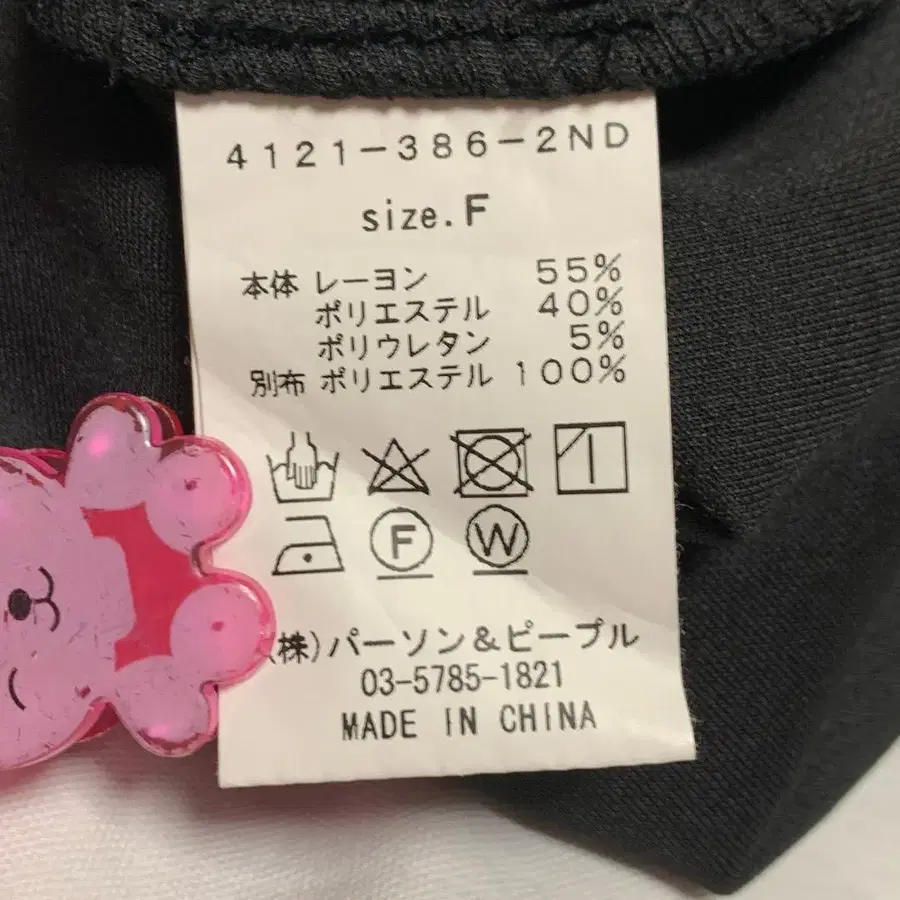 4121-386-2ND
size.F
本体 レーヨン 55%
ポリエステル 40%
ポリウレタン 5%
別布 ポリエステル 100%
F W
(株)パーソン&ピープル
03-5785-1821
MADE IN CHINA